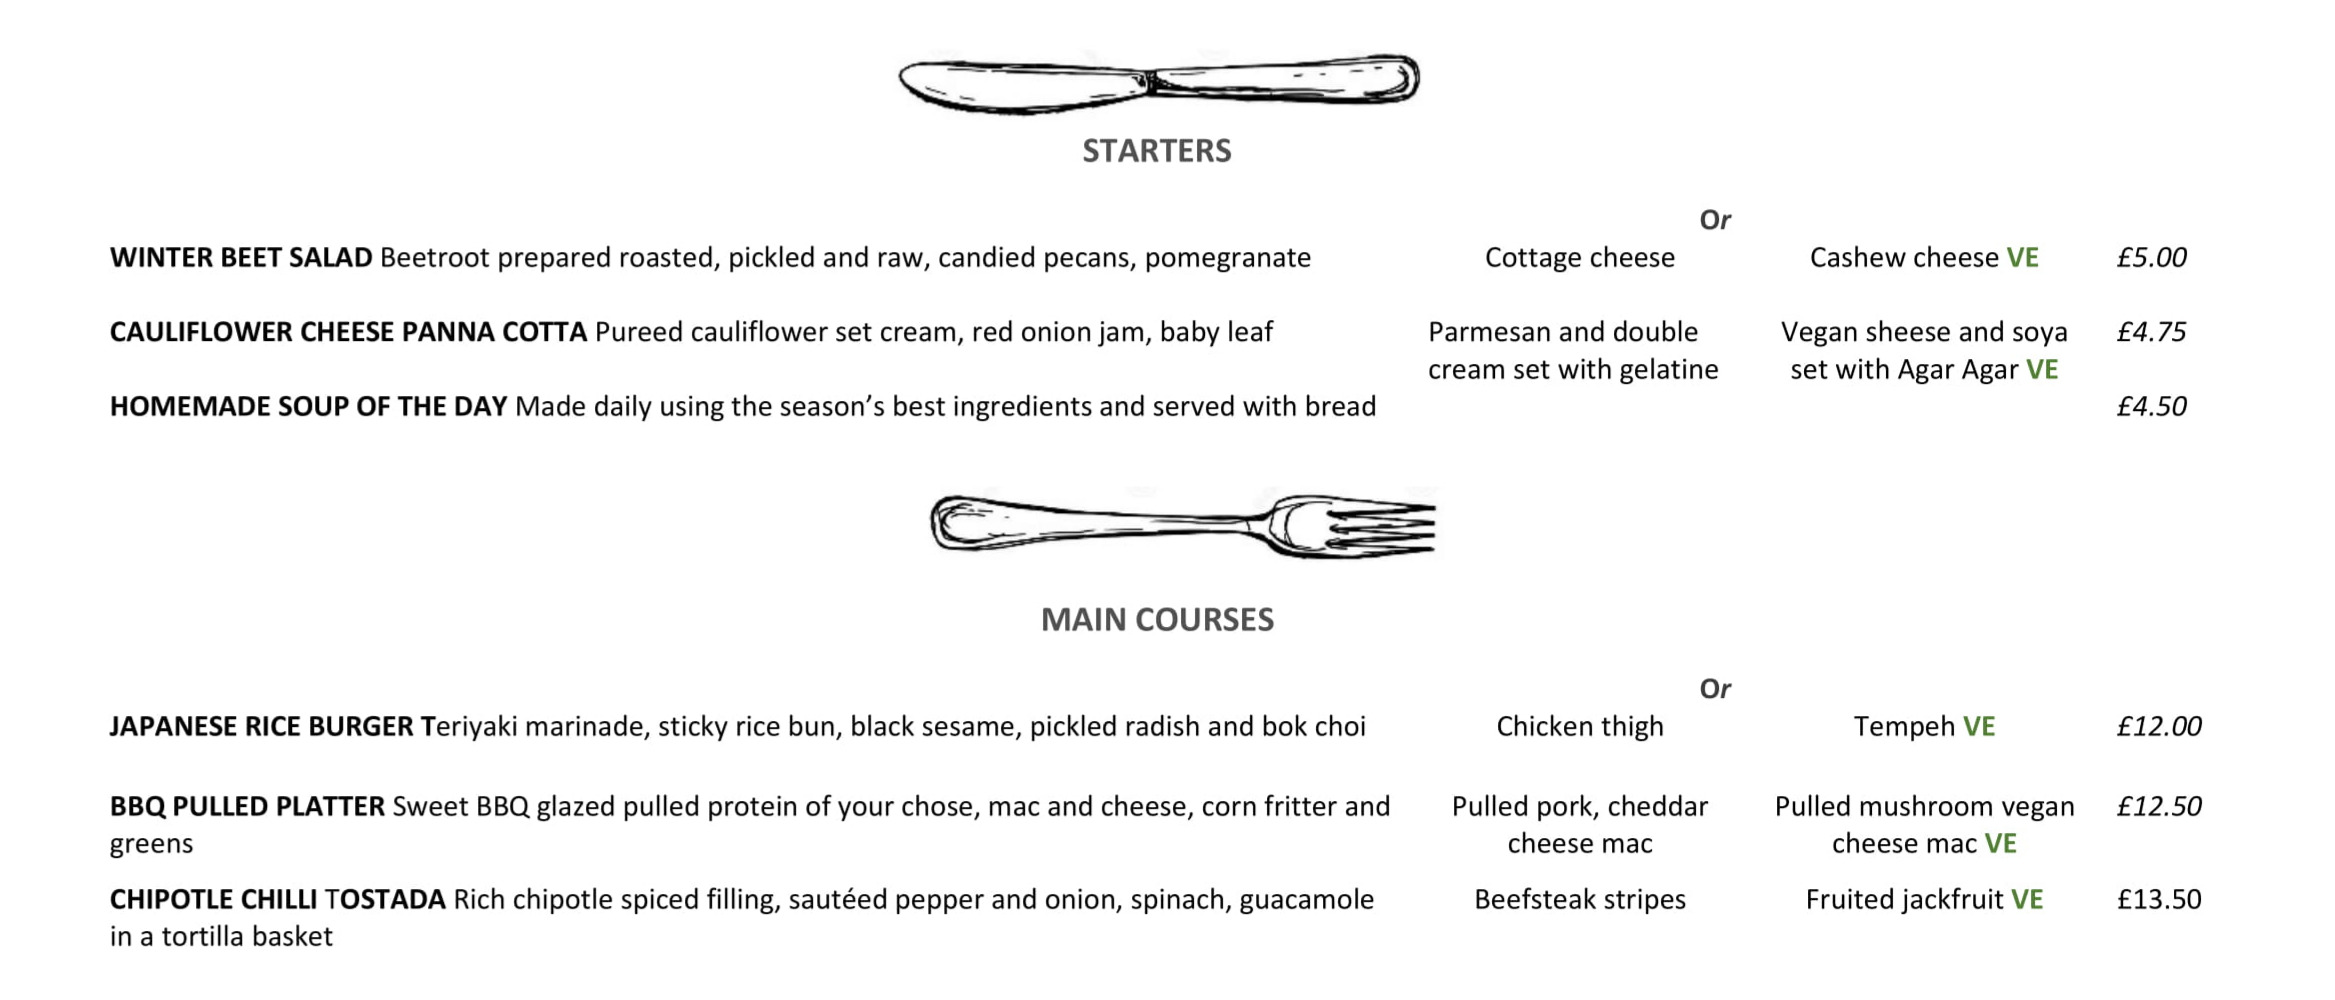 STARTERS
Or
WINTER BEET SALAD Beetroot prepared roasted, pickled and raw, candied pecans, pomegranate Cottage cheese Cashew cheese VE £5.00
CAULIFLOWER CHEESE PANNA COTTA Pureed cauliflower set cream, red onion jam, baby leaf Parmesan and double Vegan sheese and soya £4.75
cream set with gelatine set with Agar Agar VE
HOMEMADE SOUP OF THE DAY Made daily using the season’s best ingredients and served with bread £4.50
MAIN COURSES
Or
JAPANESE RICE BURGER Teriyaki marinade, sticky rice bun, black sesame, pickled radish and bok choi Chicken thigh Tempeh VE £12.00
BBQ PULLED PLATTER Sweet BBQ glazed pulled protein of your chose, mac and cheese, corn fritter and Pulled pork, cheddar Pulled mushroom vegan £12.50
greens cheese mac cheese mac VE
CHIPOTLE CHILLI TOSTADA Rich chipotle spiced filling, sautéed pepper and onion, spinach, guacamole Beefsteak stripes Fruited jackfruit VE £13.50
in a tortilla basket